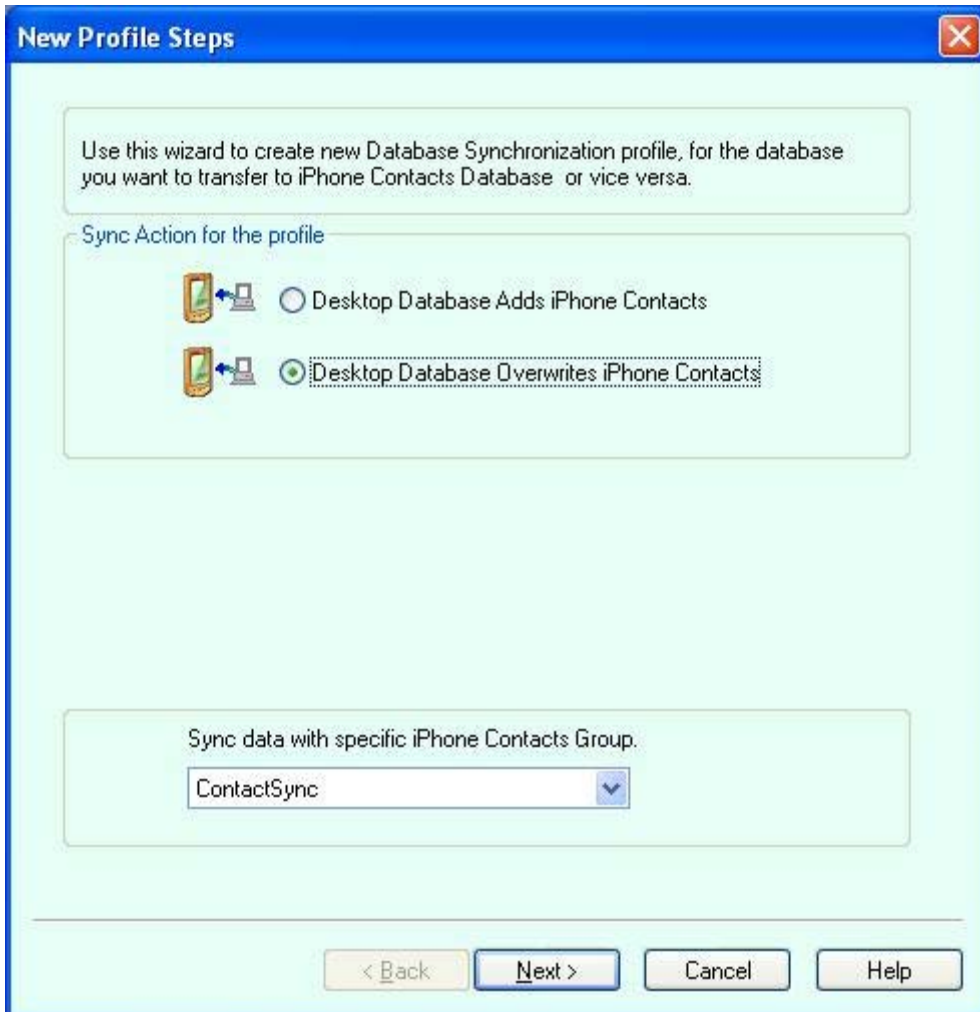 New Profile Steps
Use this wizard to create new Database Synchronization profile, for the database
you want to transfer to iPhone Contacts Database or vice versa.
Sync Action for the profile
Desktop Database Adds iPhone Contacts
Desktop Database Overwrites iPhone Contacts
Sync data with specific iPhone Contacts Group.
ContactSync
< Back
Next >
Cancel
Help